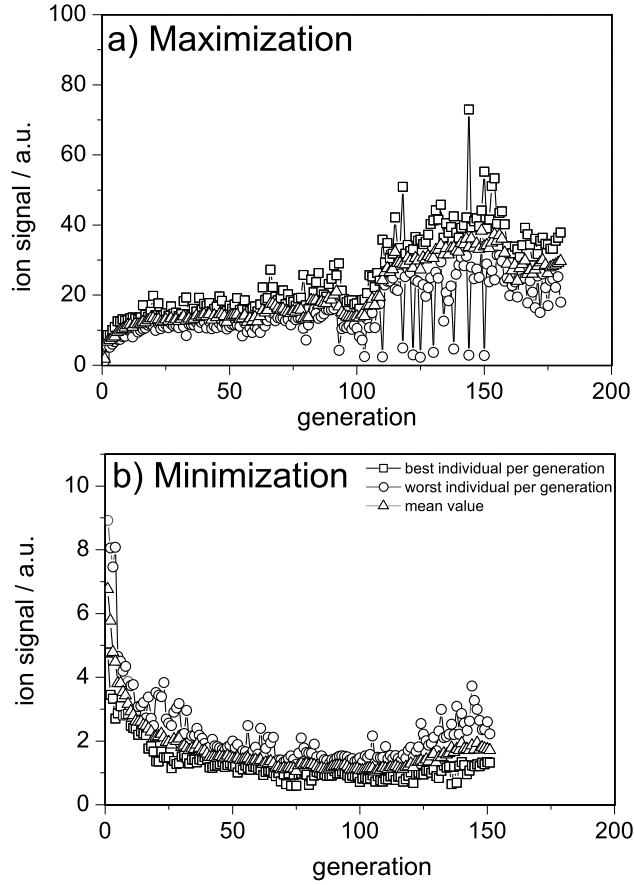 a) Maximization
100
80
60
40
20
0
ion signal / a.u.
0 50 100 150 200
generation
b) Minimization
best individual per generation
worst individual per generation
mean value
10
8
6
4
2
0
ion signal / a.u.
0 50 100 150 200
generation